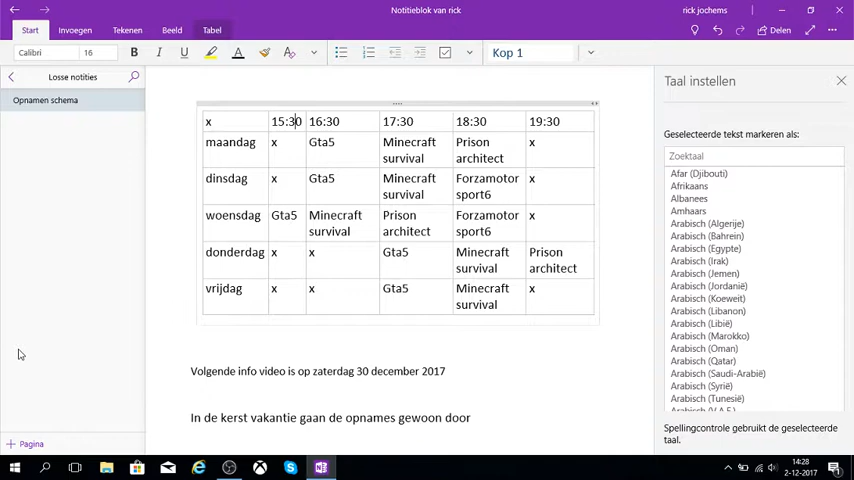 Notitieblok van rick
rick jochems
Start Invoegen Tekenen Beeld Tabel
Delen
Calibri 16 B I U A Kop 1
Losse notities
Opnamen schema
x 15:30 16:30 17:30 18:30 19:30
maandag x Gta5 Minecraft survival Prison architect x
dinsdag x Gta5 Minecraft survival Forzamotor sport6 x
woensdag Gta5 Minecraft survival Prison architect Forzamotor sport6 x
donderdag x x Gta5 Minecraft survival Prison architect
vrijdag x x Gta5 Minecraft survival x
Volgende info video is op zaterdag 30 december 2017
In de kerst vakantie gaan de opnames gewoon door
Taal instellen
Geselecteerde tekst markeren als:
Zoektaal
Afar (Djibouti)
Afrikaans
Albanees
Amhaars
Arabisch (Algerije)
Arabisch (Bahrein)
Arabisch (Egypte)
Arabisch (Irak)
Arabisch (Jemen)
Arabisch (Jordanië)
Arabisch (Koeweit)
Arabisch (Libanon)
Arabisch (Libië)
Arabisch (Marokko)
Arabisch (Oman)
Arabisch (Qatar)
Arabisch (Saudi-Arabië)
Arabisch (Syrië)
Arabisch (Tunesië)
Arabisch (V.A.E.)
Spellingcontrole gebruikt de geselecteerde
taal.
+ Pagina
14:28
2-12-2017